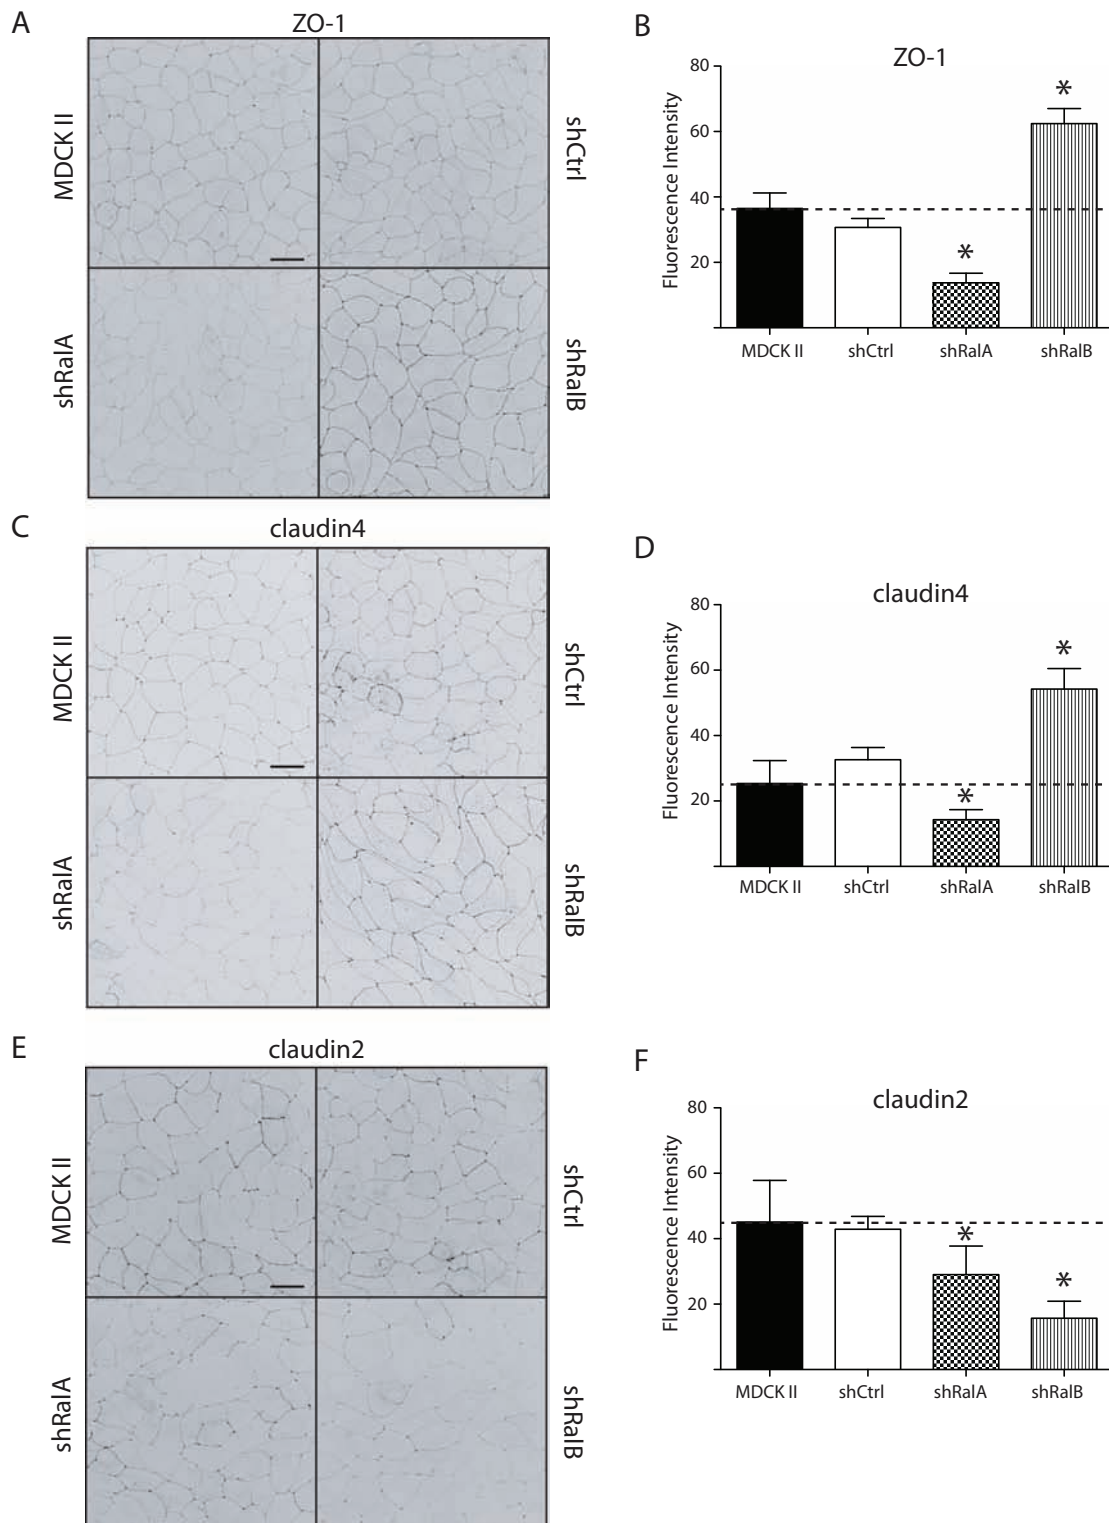 A
ZO-1
MDCK II
shCtrl
shRalA
shRalB
B
ZO-1
Fluorescence Intensity
80
60
40
20
MDCK II
shCtrl
shRalA
shRalB
*
*
C
claudin4
MDCK II
shCtrl
shRalA
shRalB
D
claudin4
Fluorescence Intensity
80
60
40
20
MDCK II
shCtrl
shRalA
shRalB
*
*
E
claudin2
MDCK II
shCtrl
shRalA
shRalB
F
claudin2
Fluorescence Intensity
80
60
40
20
MDCK II
shCtrl
shRalA
shRalB
*
*